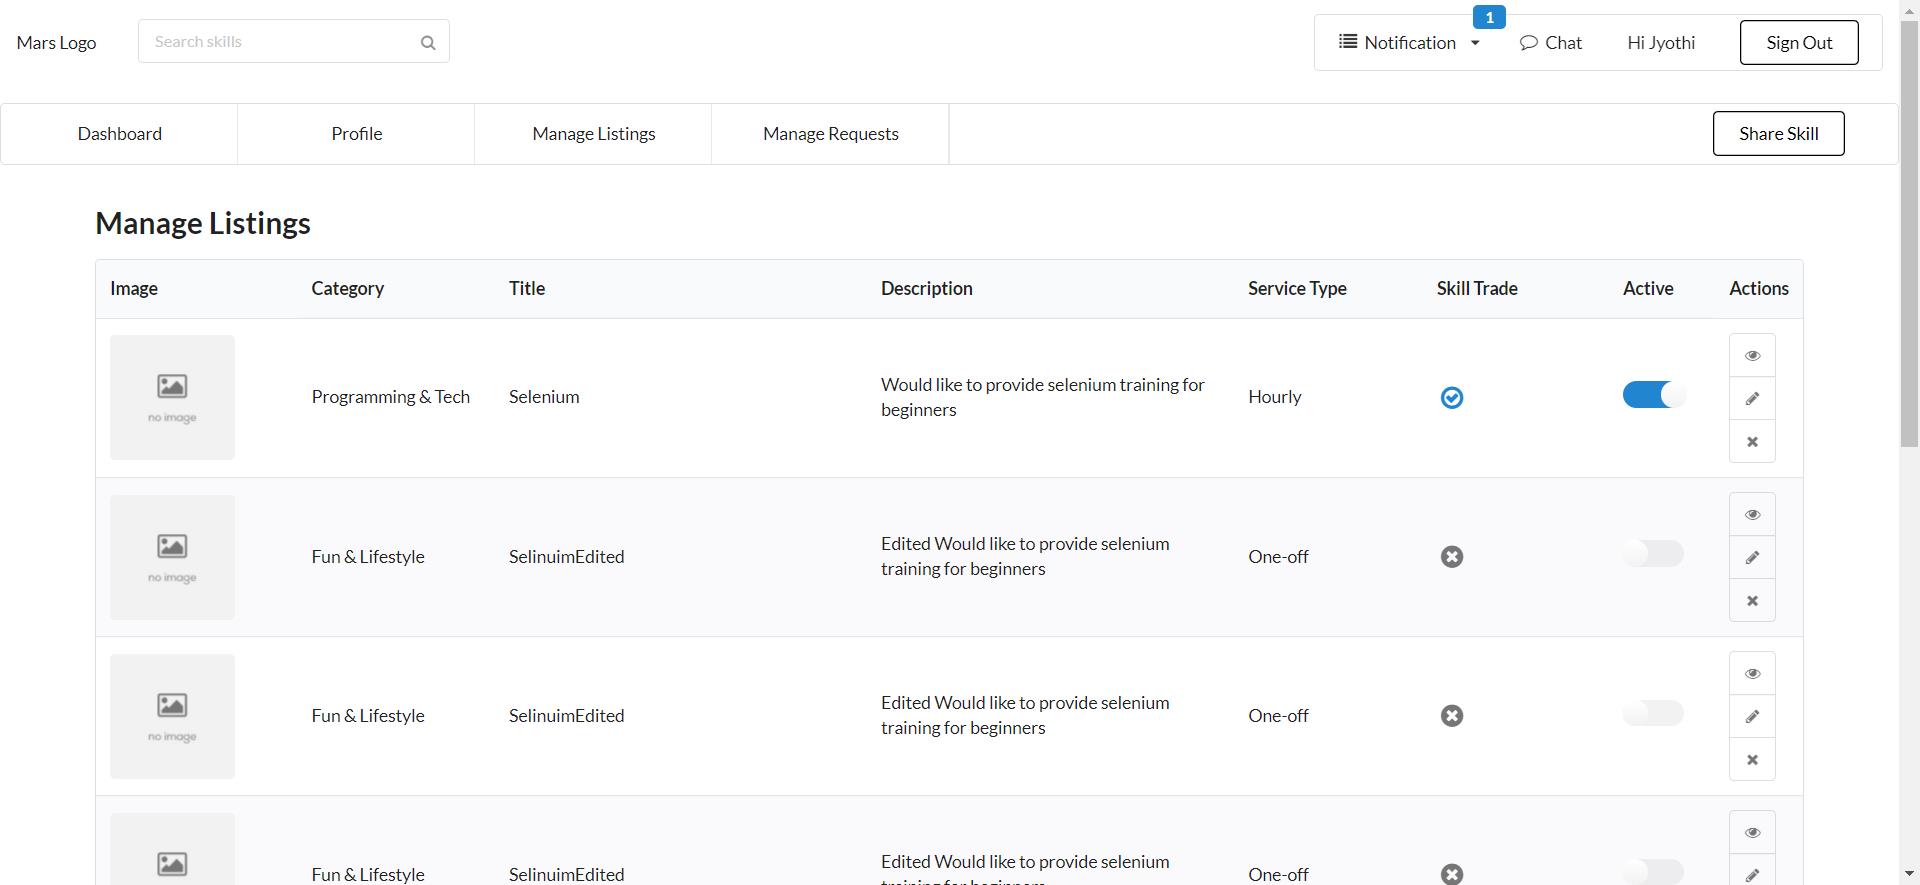 Mars Logo
Search skills
1
Notification
Chat
Hi Jyothi
Sign Out
Dashboard
Profile
Manage Listings
Manage Requests
Share Skill
Manage Listings
Image Category Title Description Service Type Skill Trade Active Actions
no image
Programming & Tech
Selenium
Would like to provide selenium training for
beginners
Hourly
no image
Fun & Lifestyle
SelinuimEdited
Edited Would like to provide selenium
training for beginners
One-off
no image
Fun & Lifestyle
SelinuimEdited
Edited Would like to provide selenium
training for beginners
One-off
Fun & Lifestyle
SelinuimEdited
Edited Would like to provide selenium
One-off